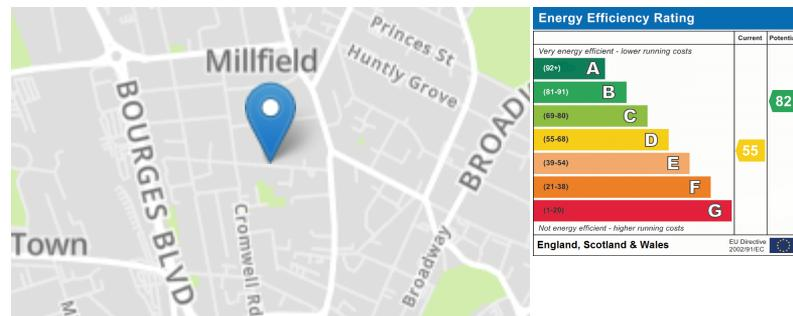 Princes St
Huntly Grove
Millfield
BOURGES BLVD
BROADW
Town
Cromwell Rd
Broadway
Energy Efficiency Rating
Current Potentia
Very energy efficient - lower running costs
(92+) A
(81-91) B
82
(69-80) C
(55-68) D
55
(39-54) E
(21-38) F
(1-20) G
Not energy efficient - higher running costs
England, Scotland & Wales
EU Directive
2002/91/EC